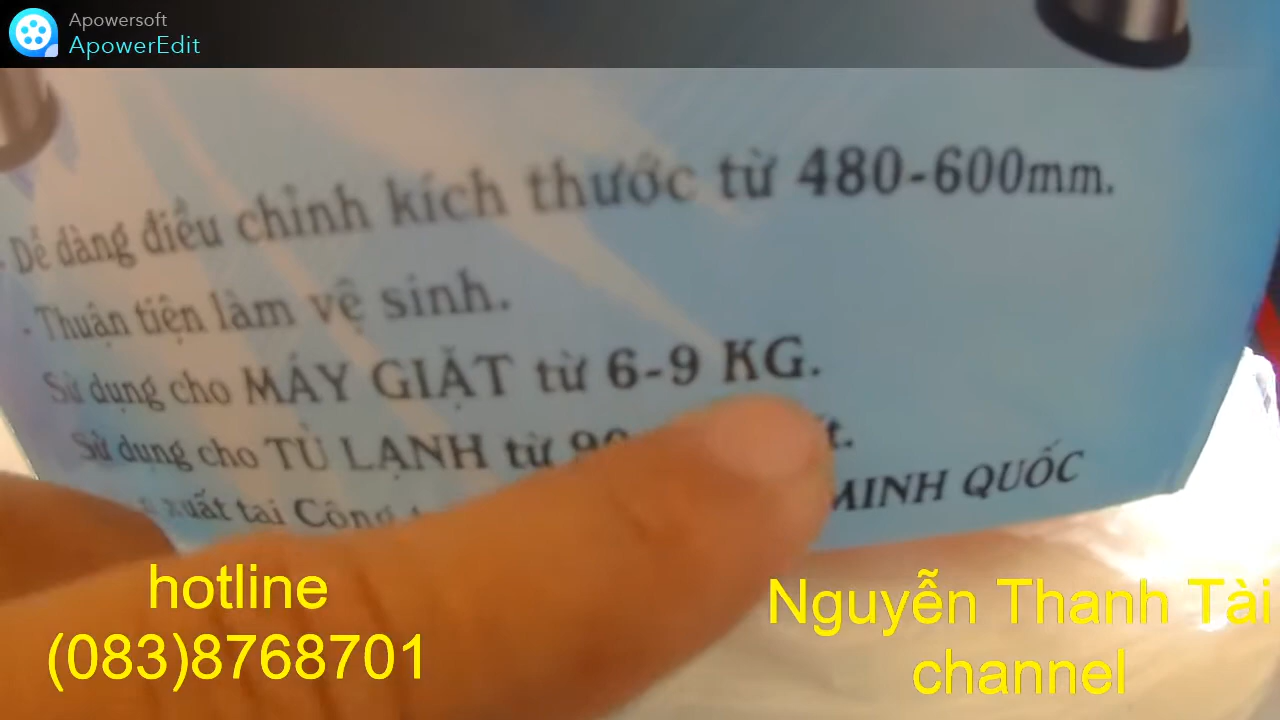 Apowersoft
ApowerEdit
- Dễ dàng điều chỉnh kích thước từ 480-600mm.
- Thuận tiện làm vệ sinh.
Sử dụng cho MÁY GIẶT từ 6-9 KG.
Sử dụng cho TỦ LẠNH từ
xuất tại Công MINH QUỐC
hotline
(083)8768701
Nguyễn Thanh Tài
channel